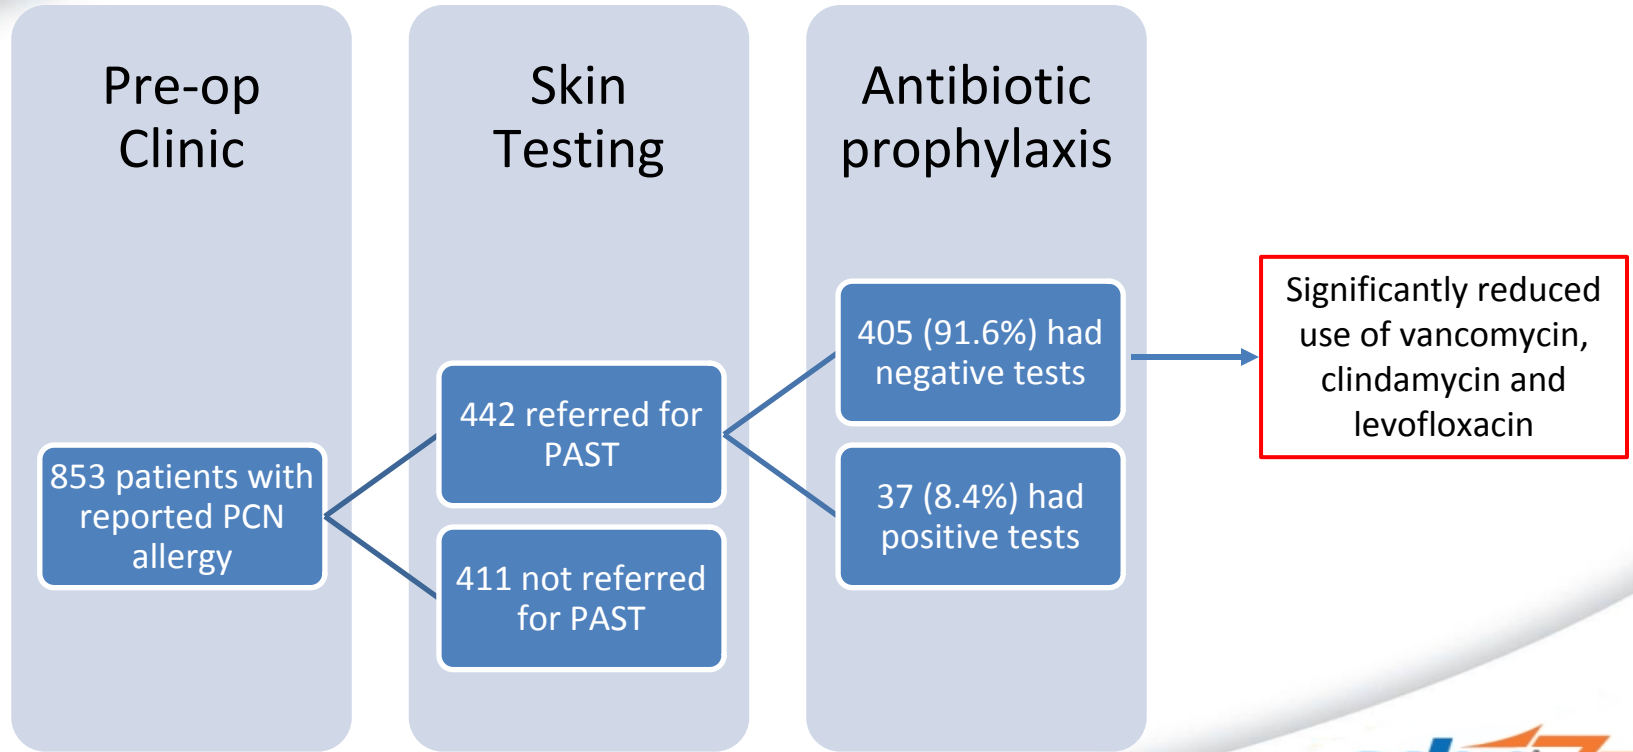 Pre-op
Clinic
853 patients with
reported PCN
allergy
Skin
Testing
442 referred for
PAST
411 not referred
for PAST
Antibiotic
prophylaxis
405 (91.6%) had
negative tests
37 (8.4%) had
positive tests
Significantly reduced
use of vancomycin,
clindamycin and
levofloxacin